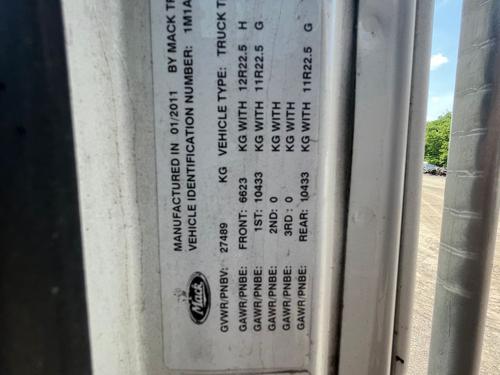 MANUFACTURED IN 01/2011 BY MACK TR
VEHICLE IDENTIFICATION NUMBER: 1M1A
Mack
GVWR/PNBV: 27489 KG VEHICLE TYPE: TRUCK TR
GAWR/PNBE: FRONT: 6623 KG WITH 12R22.5 H
GAWR/PNBE: 1ST: 10433 KG WITH 11R22.5 G
GAWR/PNBE: 2ND: 0 KG WITH
GAWR/PNBE: 3RD: 0 KG WITH
GAWR/PNBE: REAR: 10433 KG WITH 11R22.5 G